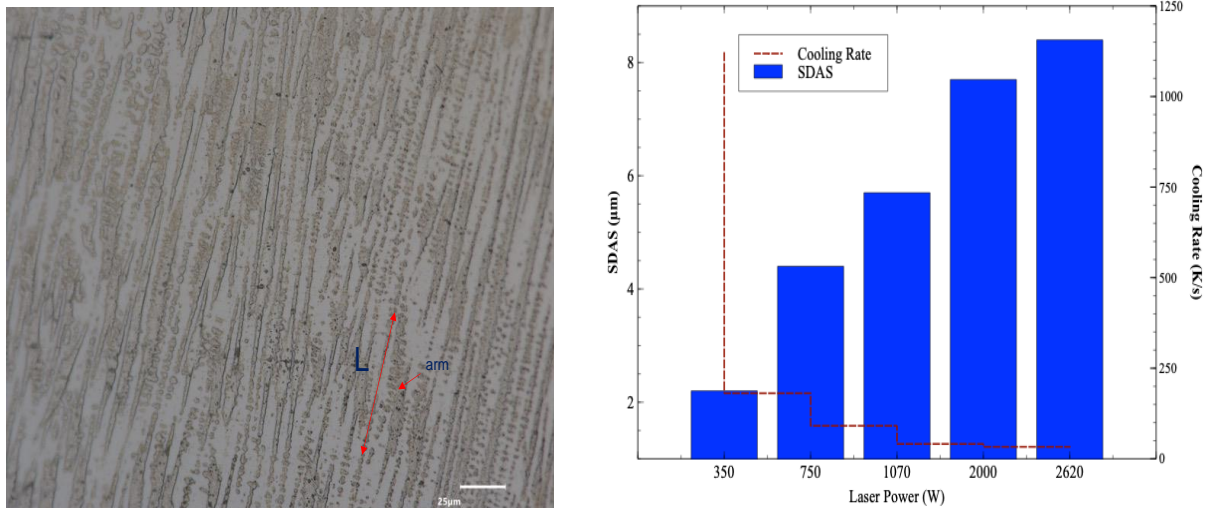 L
arm
25µm
Cooling Rate
SDAS
8
6
4
2
SDAS (µm)
1250
1000
750
500
250
0
Cooling Rate (K/s)
350 750 1070 2000 2620
Laser Power (W)